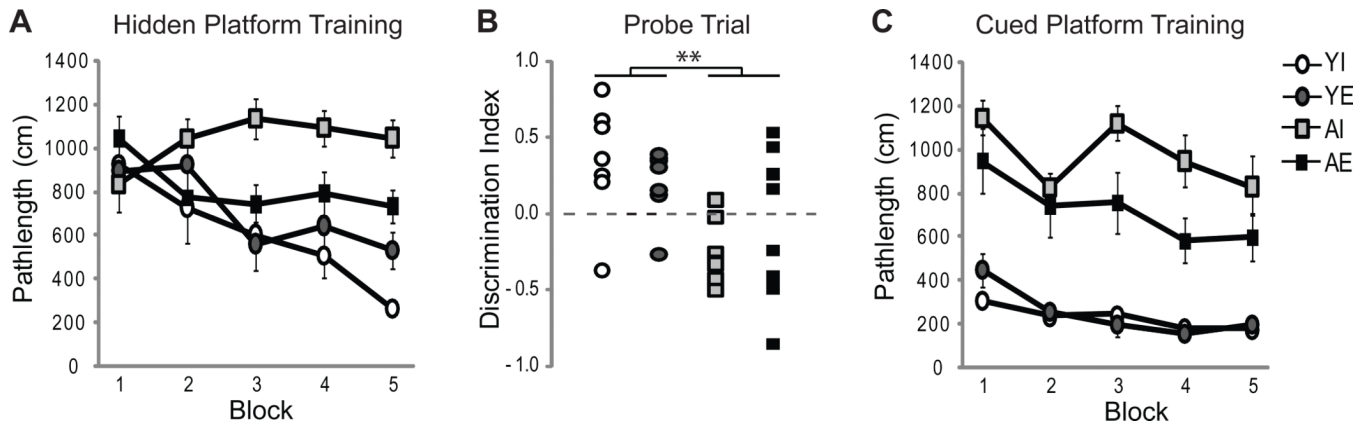 A Hidden Platform Training
1400
1200
1000
800
600
400
200
0
Pathlength (cm)
1 2 3 4 5
Block
B Probe Trial
**
1.0
0.5
0.0
- 0.5
- 1.0
Discrimination Index
C Cued Platform Training
1400
1200
1000
800
600
400
200
0
Pathlength (cm)
1 2 3 4 5
Block
YI
YE
AI
AE